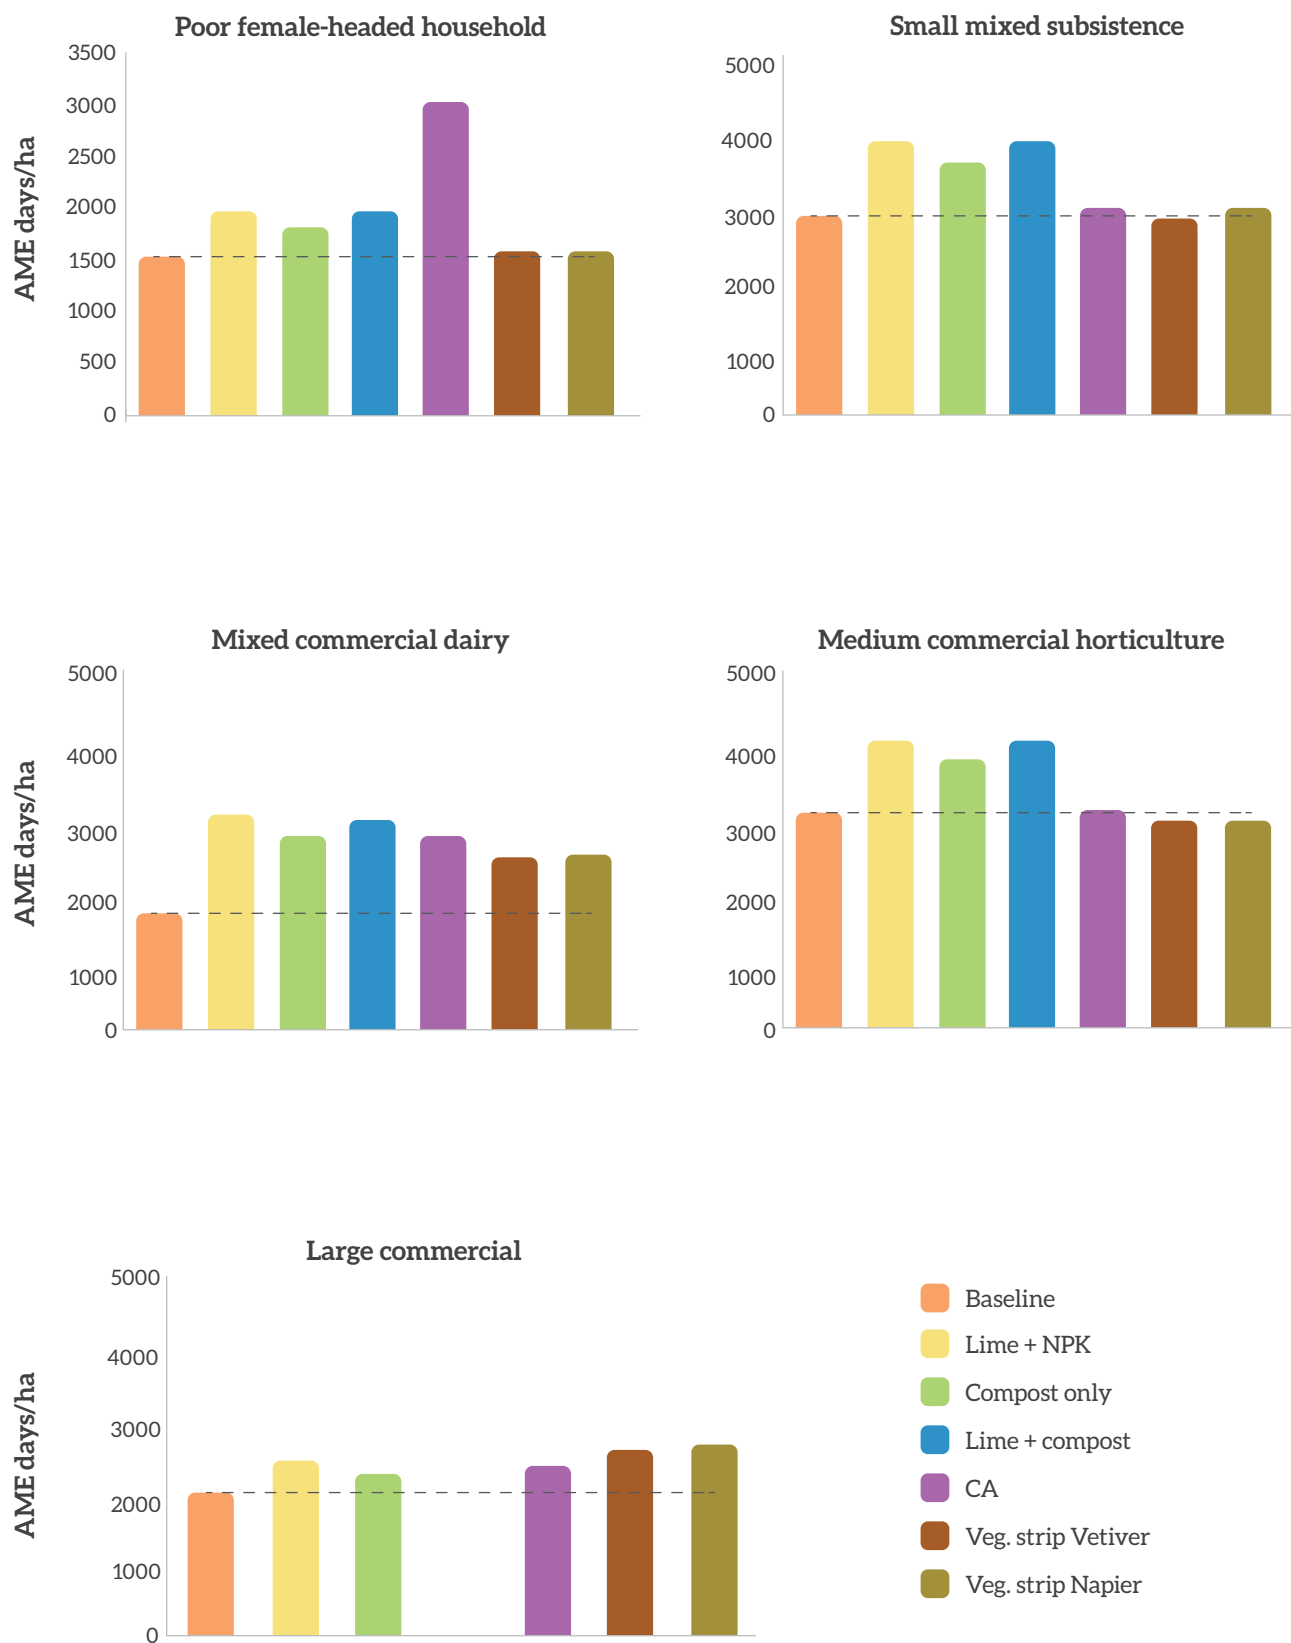 Poor female-headed household
AME days/ha
3500
3000
2500
2000
1500
1000
500
0
Small mixed subsistence
5000
4000
3000
2000
1000
0
Mixed commercial dairy
AME days/ha
5000
4000
3000
2000
1000
0
Medium commercial horticulture
5000
4000
3000
2000
1000
0
Large commercial
AME days/ha
5000
4000
3000
2000
1000
0
Baseline
Lime + NPK
Compost only
Lime + compost
CA
Veg. strip Vetiver
Veg. strip Napier